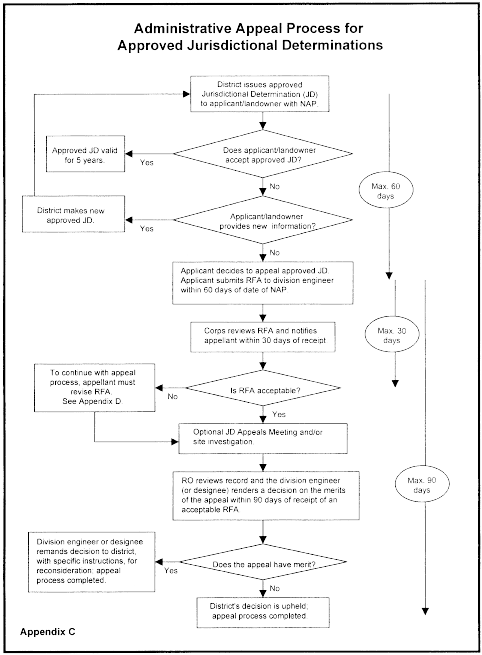 Administrative Appeal Process for
Approved Jurisdictional Determinations
District issues approved
Jurisdictional Determination (JD)
to applicant/landowner with NAP.
Approved JD valid
for 5 years.
Yes
Does applicant/landowner
accept approved JD?
No
Max. 60
days
District makes new
approved JD.
Yes
Applicant/landowner
provides new information?
No
Applicant decides to appeal approved JD.
Applicant submits RFA to division engineer
within 60 days of date of NAP.
Corps reviews RFA and notifies
appellant within 30 days of receipt
Max. 30
days
To continue with appeal
process, appellant must
revise RFA.
See Appendix D.
No
Is RFA acceptable?
Yes
Optional JD Appeals Meeting and/or
site investigation.
RO reviews record and the division engineer
(or designee) renders a decision on the merits
of the appeal within 90 days of receipt of an
acceptable RFA.
Max. 90
days
Division engineer or designee
remands decision to district,
with specific instructions, for
reconsideration; appeal
process completed.
Yes
Does the appeal have merit?
No
District's decision is upheld;
appeal process completed.
Appendix C